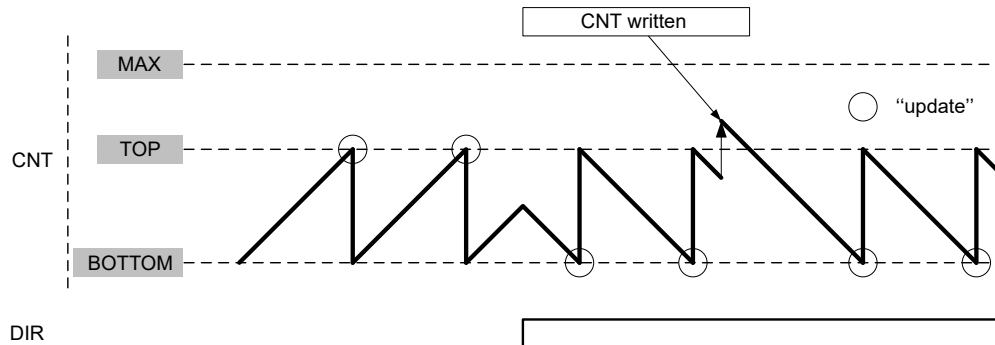 CNT written
MAX
“update”
CNT
TOP
BOTTOM
DIR